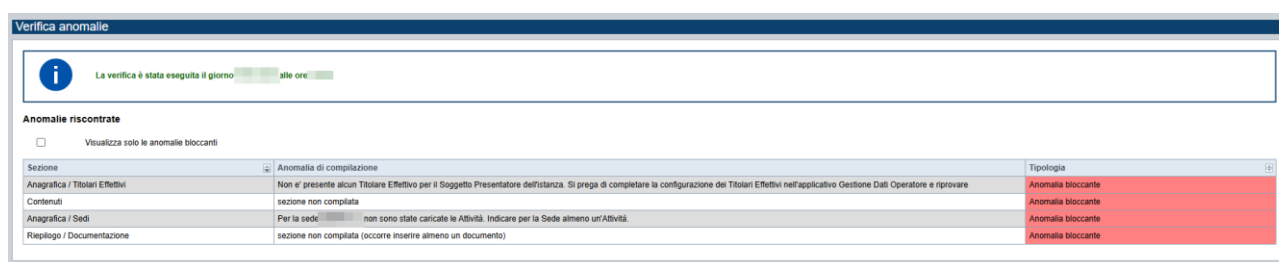 Verifica anomalie
i
La verifica è stata eseguita il giorno alle ore
Anomalie riscontrate
Visualizza solo le anomalie bloccanti
Sezione Anomalia di compilazione Tipologia
Anagrafica / Titolari Effettivi Non e' presente alcun Titolare Effettivo per il Soggetto Presentatore dell'istanza. Si prega di completare la configurazione dei Titolari Effettivi nell'applicativo Gestione Dati Operatore e riprovare Anomalia bloccante
Contenuti sezione non compilata Anomalia bloccante
Anagrafica / Sedi Per la sede non sono state caricate le Attività. Indicare per la Sede almeno un'Attività. Anomalia bloccante
Riepilogo / Documentazione sezione non compilata (occorre inserire almeno un documento) Anomalia bloccante